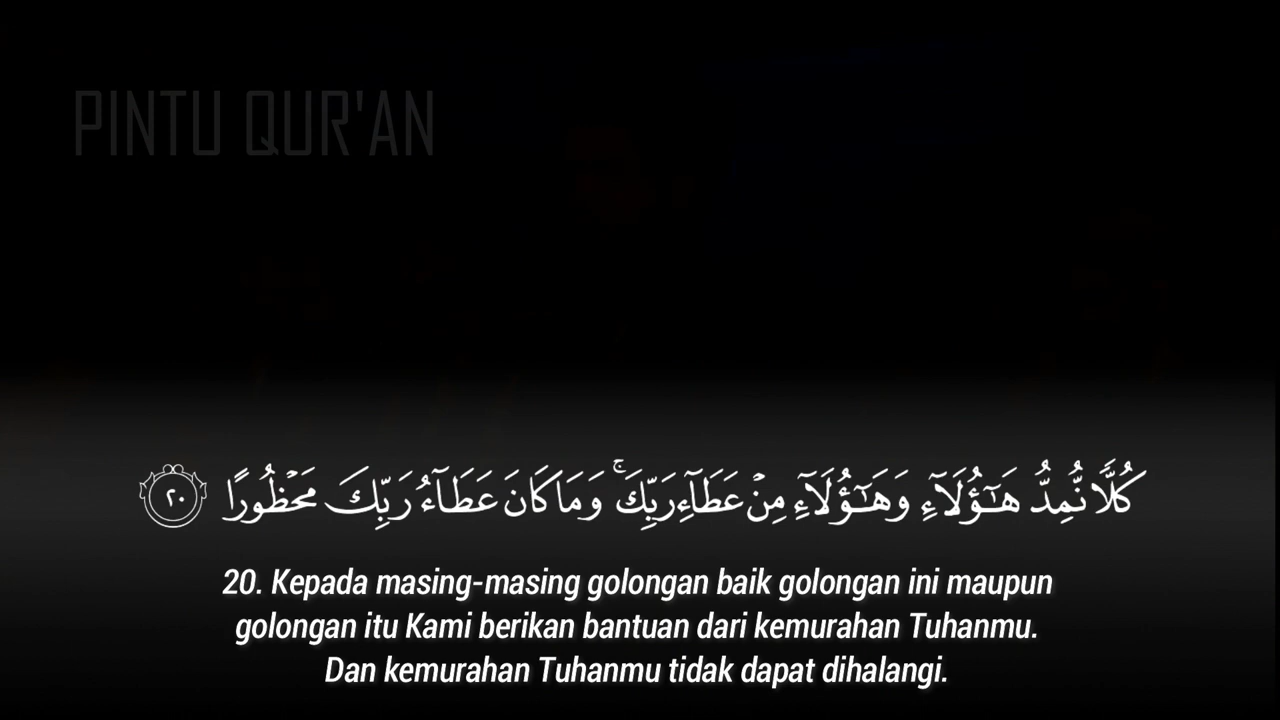 PINTU QUR'AN
كُلًّا نُّمِدُّ هَٰٓؤُلَآءِ وَهَٰٓؤُلَآءِ مِنْ عَطَآءِ رَبِّكَ ۚ وَمَا كَانَ عَطَآءُ رَبِّكَ مَحْظُورًا ٢٠
20. Kepada masing-masing golongan baik golongan ini maupun
golongan itu Kami berikan bantuan dari kemurahan Tuhanmu.
Dan kemurahan Tuhanmu tidak dapat dihalangi.